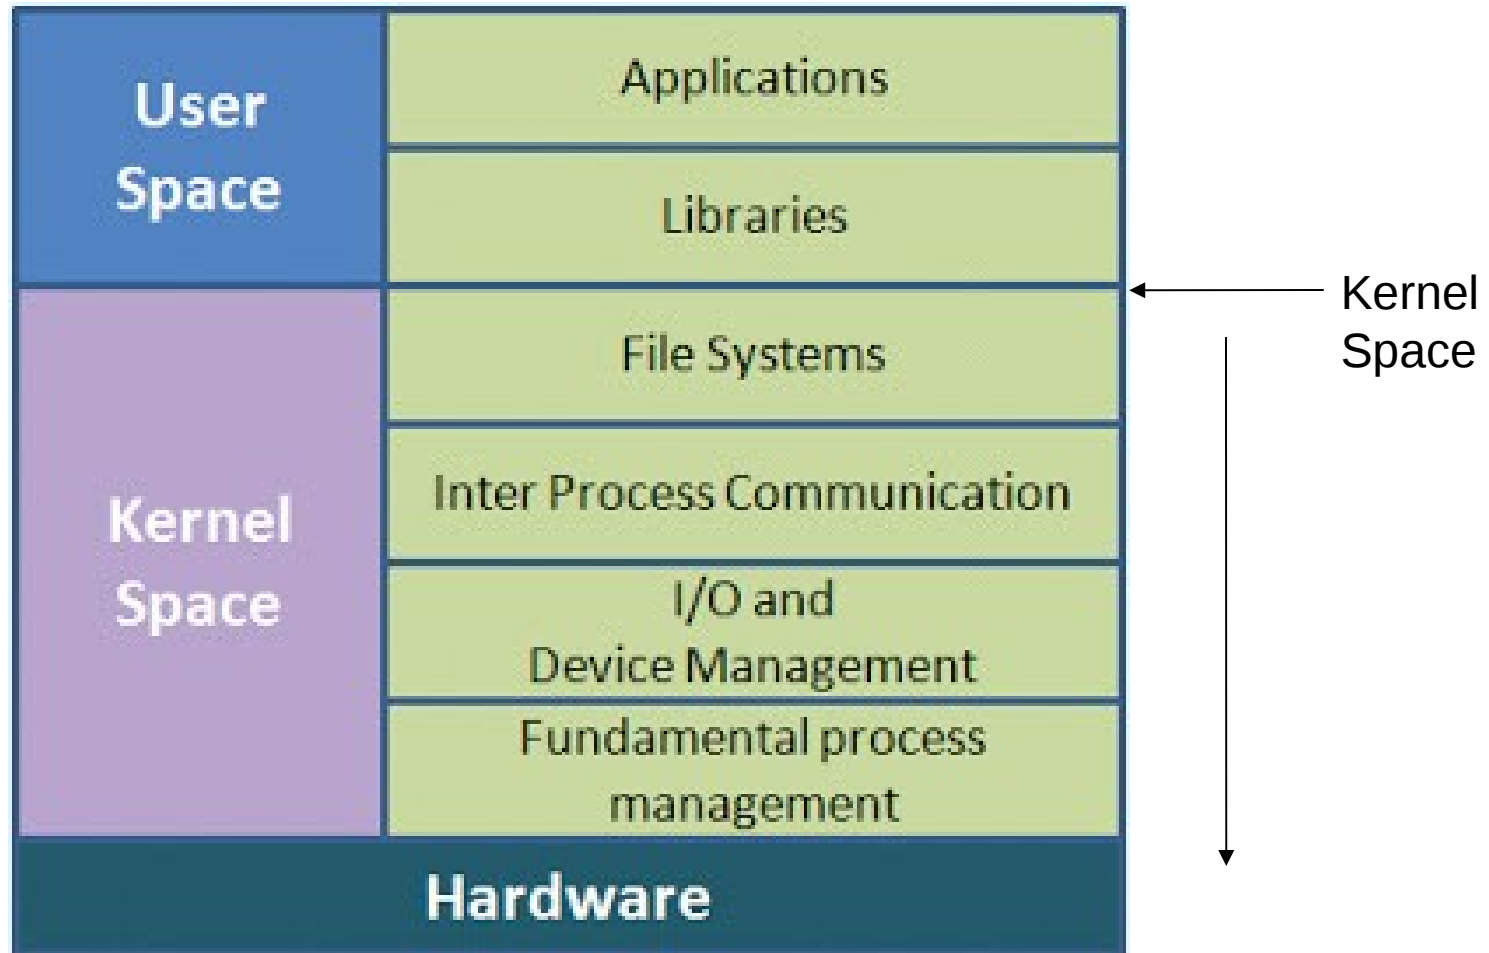 User
Space
Applications
Libraries
Kernel
Space
File Systems
Inter Process Communication
I/O and
Device Management
Fundamental process
management
Hardware
Kernel
Space